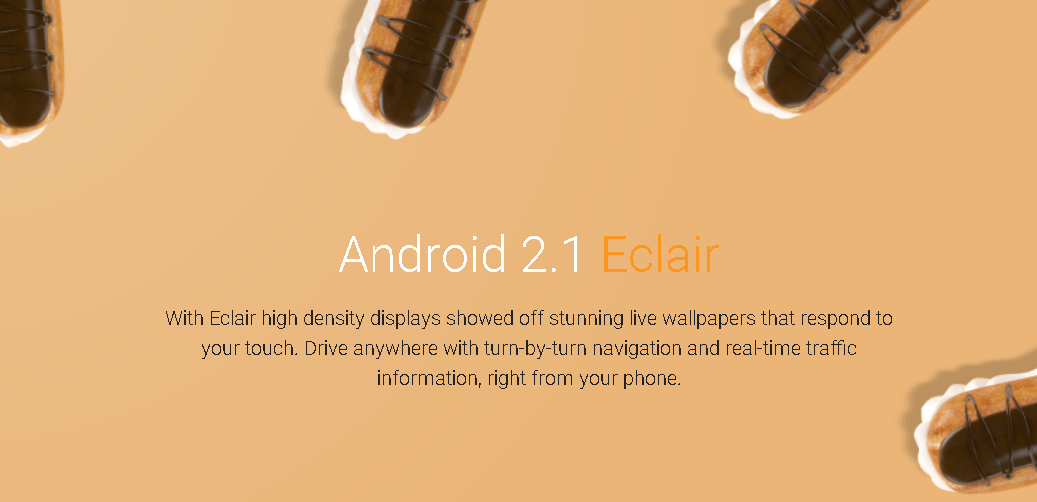 Android 2.1 Eclair
With Eclair high density displays showed off stunning live wallpapers that respond to
your touch. Drive anywhere with turn-by-turn navigation and real-time traffic
information, right from your phone.